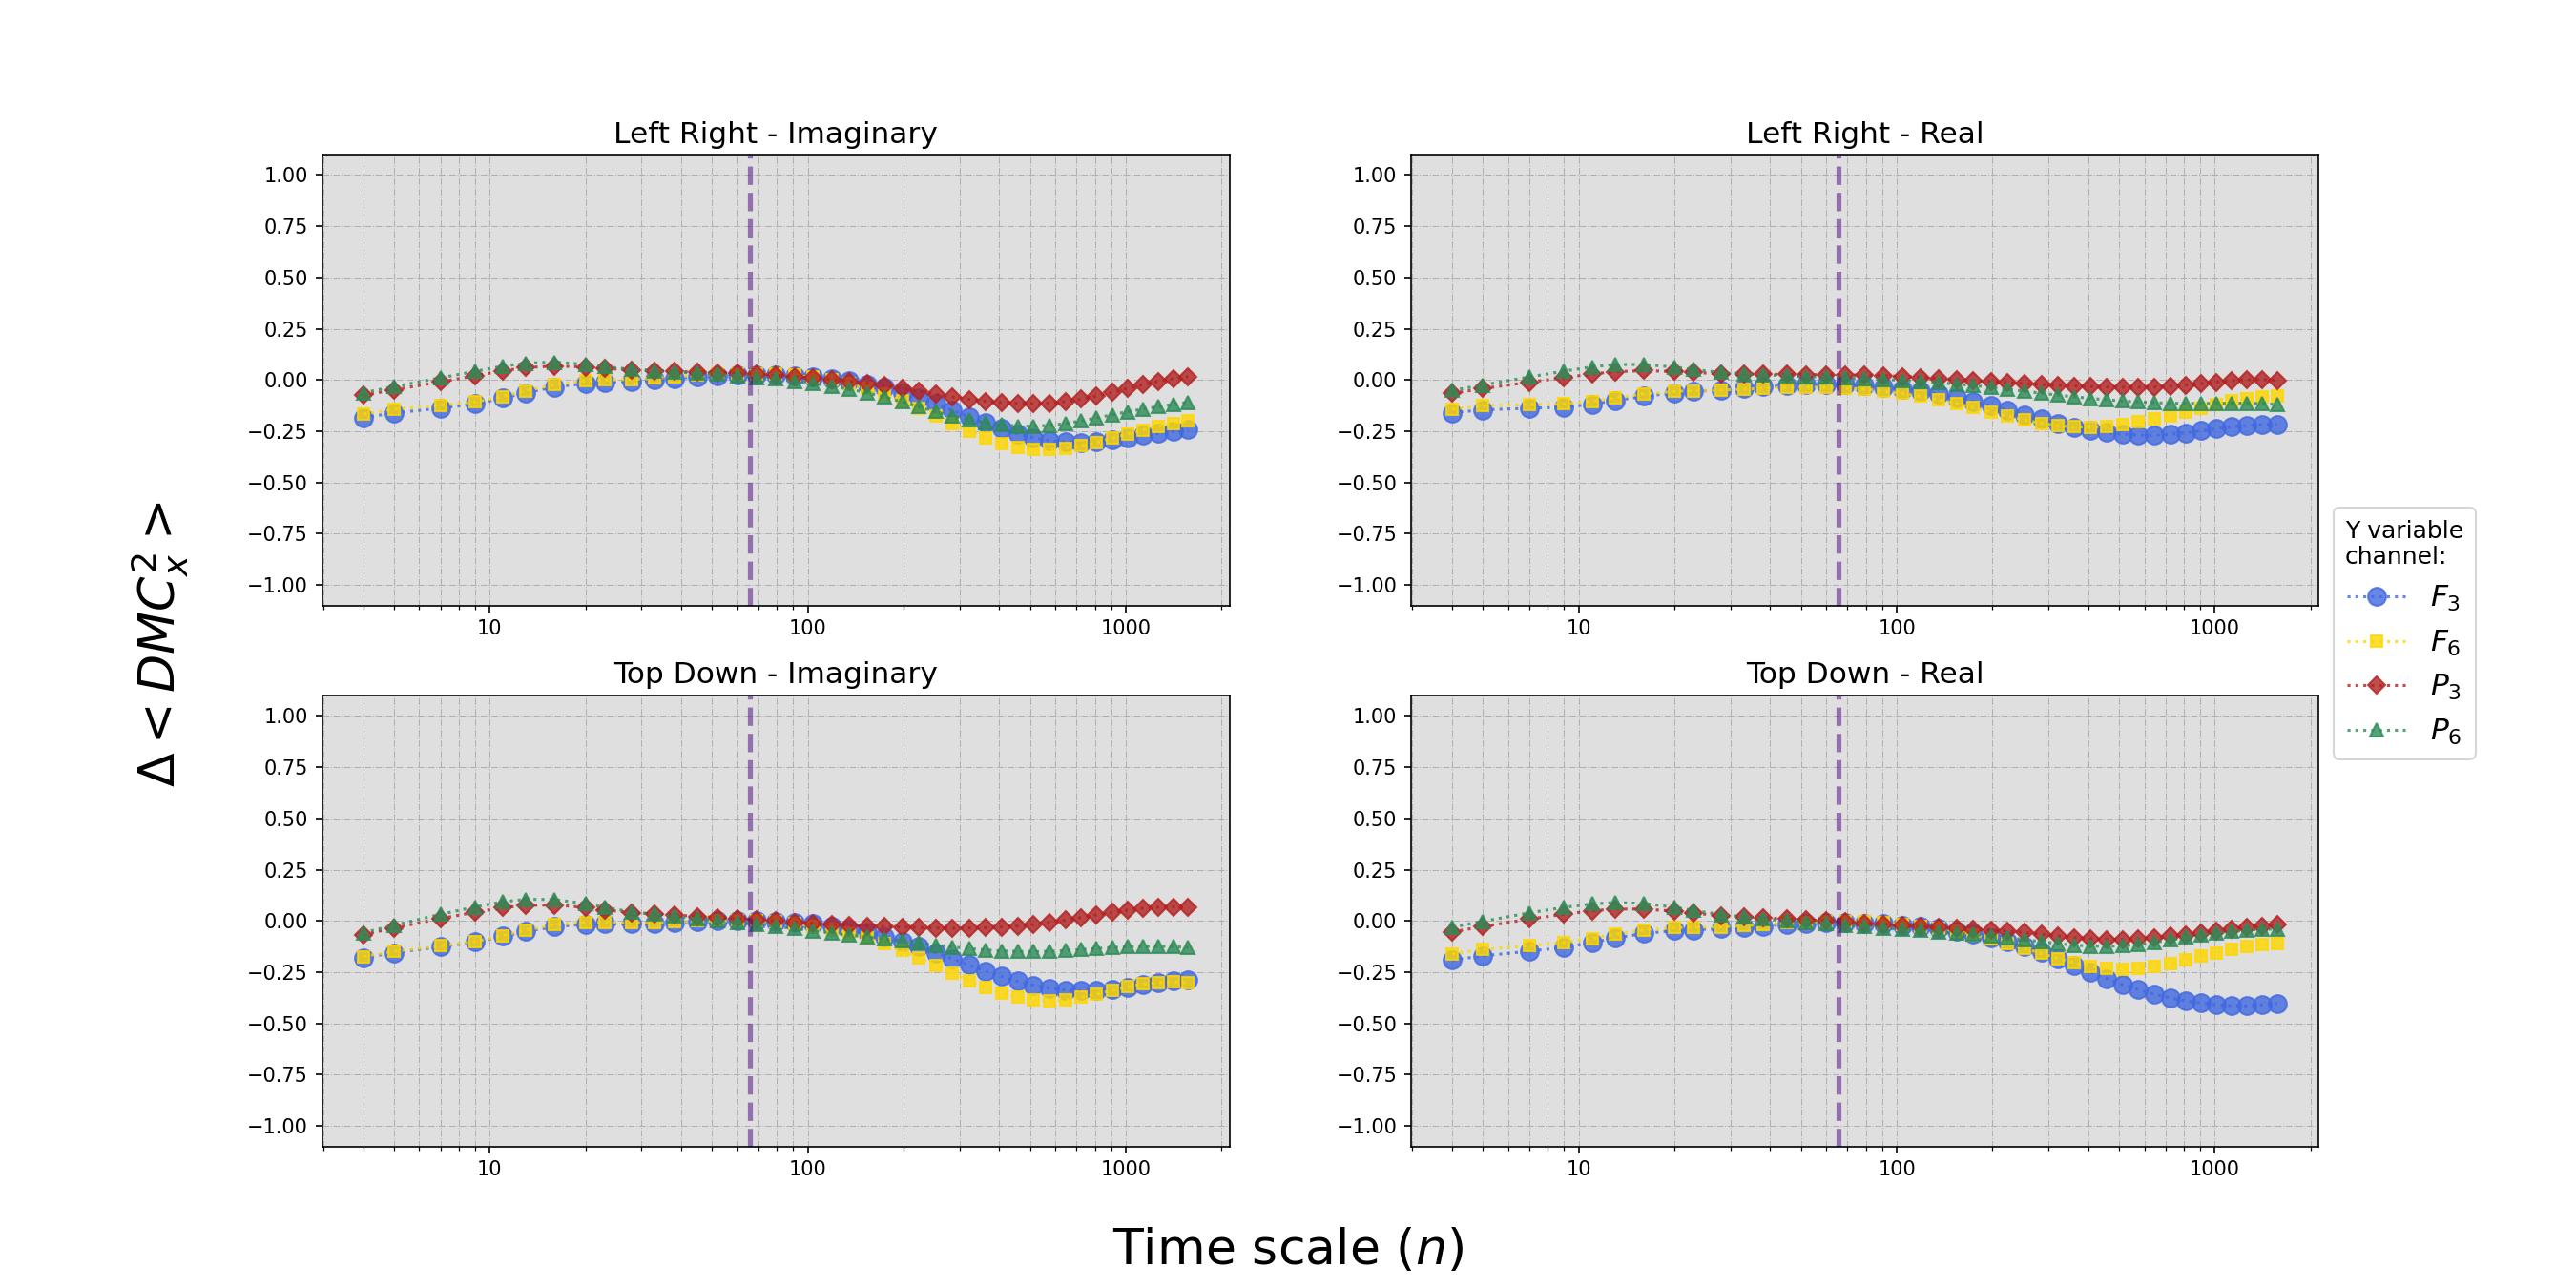 Left Right - Imaginary
1.00
0.75
0.50
0.25
0.00
−0.25
−0.50
−0.75
−1.00
10 100 1000
Left Right - Real
1.00
0.75
0.50
0.25
0.00
−0.25
−0.50
−0.75
−1.00
10 100 1000
Top Down - Imaginary
1.00
0.75
0.50
0.25
0.00
−0.25
−0.50
−0.75
−1.00
10 100 1000
Top Down - Real
1.00
0.75
0.50
0.25
0.00
−0.25
−0.50
−0.75
−1.00
10 100 1000
Δ < DMC²ₓ >
Time scale (n)
Y variable
channel:
F₃
F₆
P₃
P₆